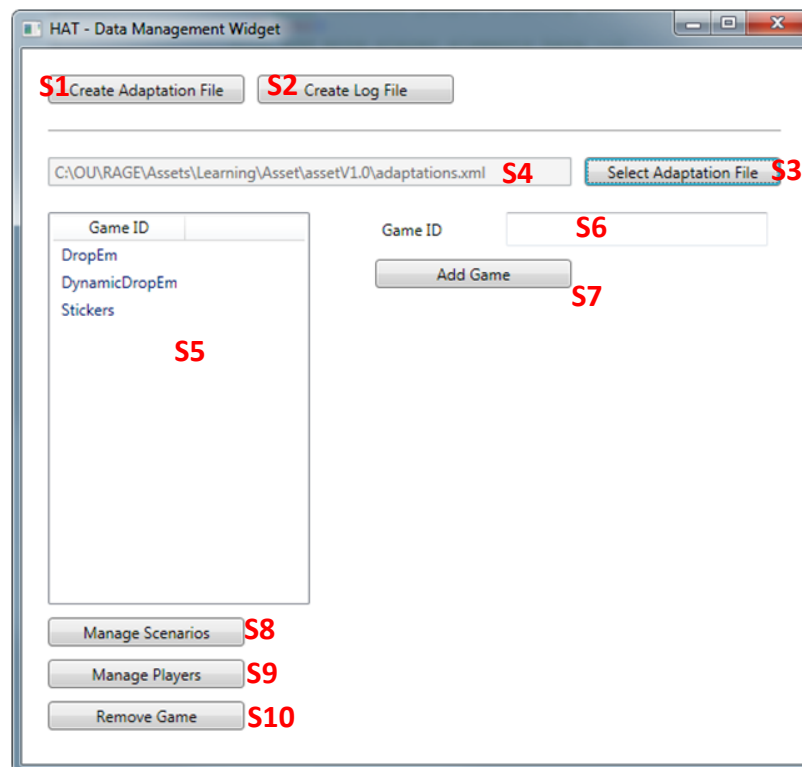 HAT - Data Management Widget
S1 Create Adaptation File S2 Create Log File
C:\OU\RAGE\Assets\Learning\Asset\assetV1.0\adaptations.xml S4 Select Adaptation File S3
Game ID
DropEm
DynamicDropEm
Stickers
S5
Game ID S6
Add Game
S7
Manage Scenarios S8
Manage Players S9
Remove Game S10